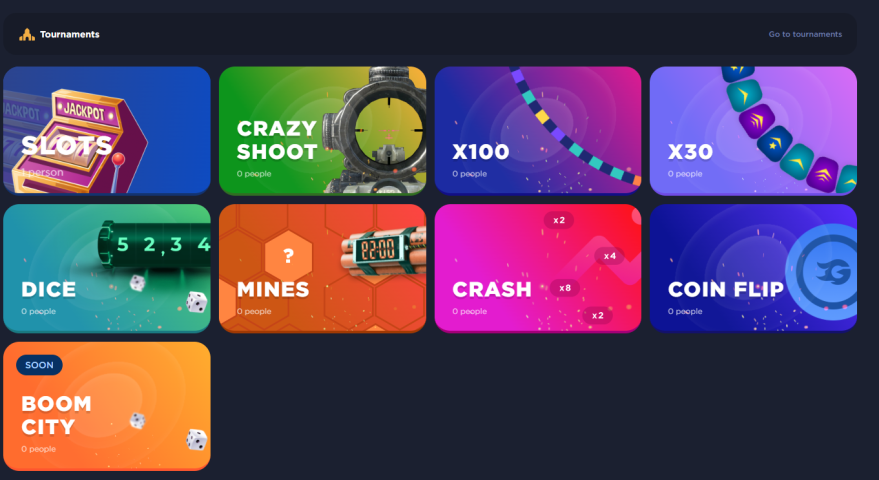 Tournaments
Go to tournaments
JACKPOT
JACKPOT
SLOTS
1 person
CRAZY
SHOOT
0 people
X100
0 people
X30
0 people
5 2,3 4
DICE
0 people
?
MINES
0 people
x2
x4
x8
x2
CRASH
0 people
COIN FLIP
0 people
SOON
BOOM
CITY
0 people